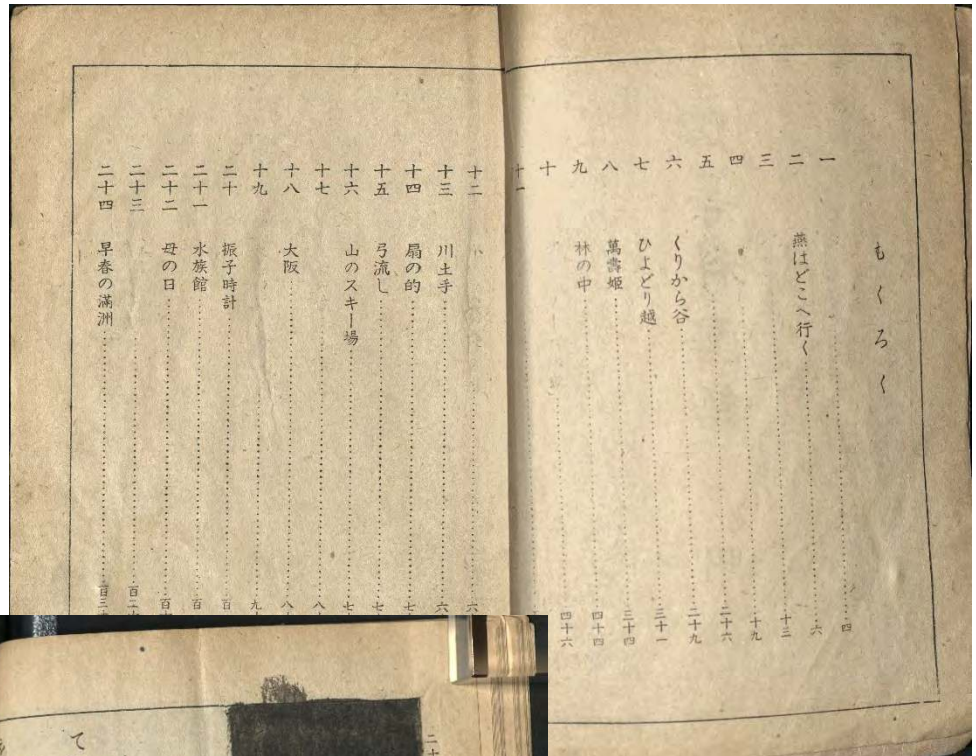 もくろく
一 四
二 燕はどこへ行く 六
三 十三
四 十九
五 二十六
六 くりから谷 二十九
七 ひよどり越 三十一
八 萬壽姫 三十四
九 林の中 四十四
十 四十六
十一
十二
十三 川土手
十四 扇の的
十五 弓流し
十六 山のスキー場
十七
十八 大阪
十九
二十 振子時計
二十一 水族館
二十二 母の日
二十三
二十四 早春の滿洲
て